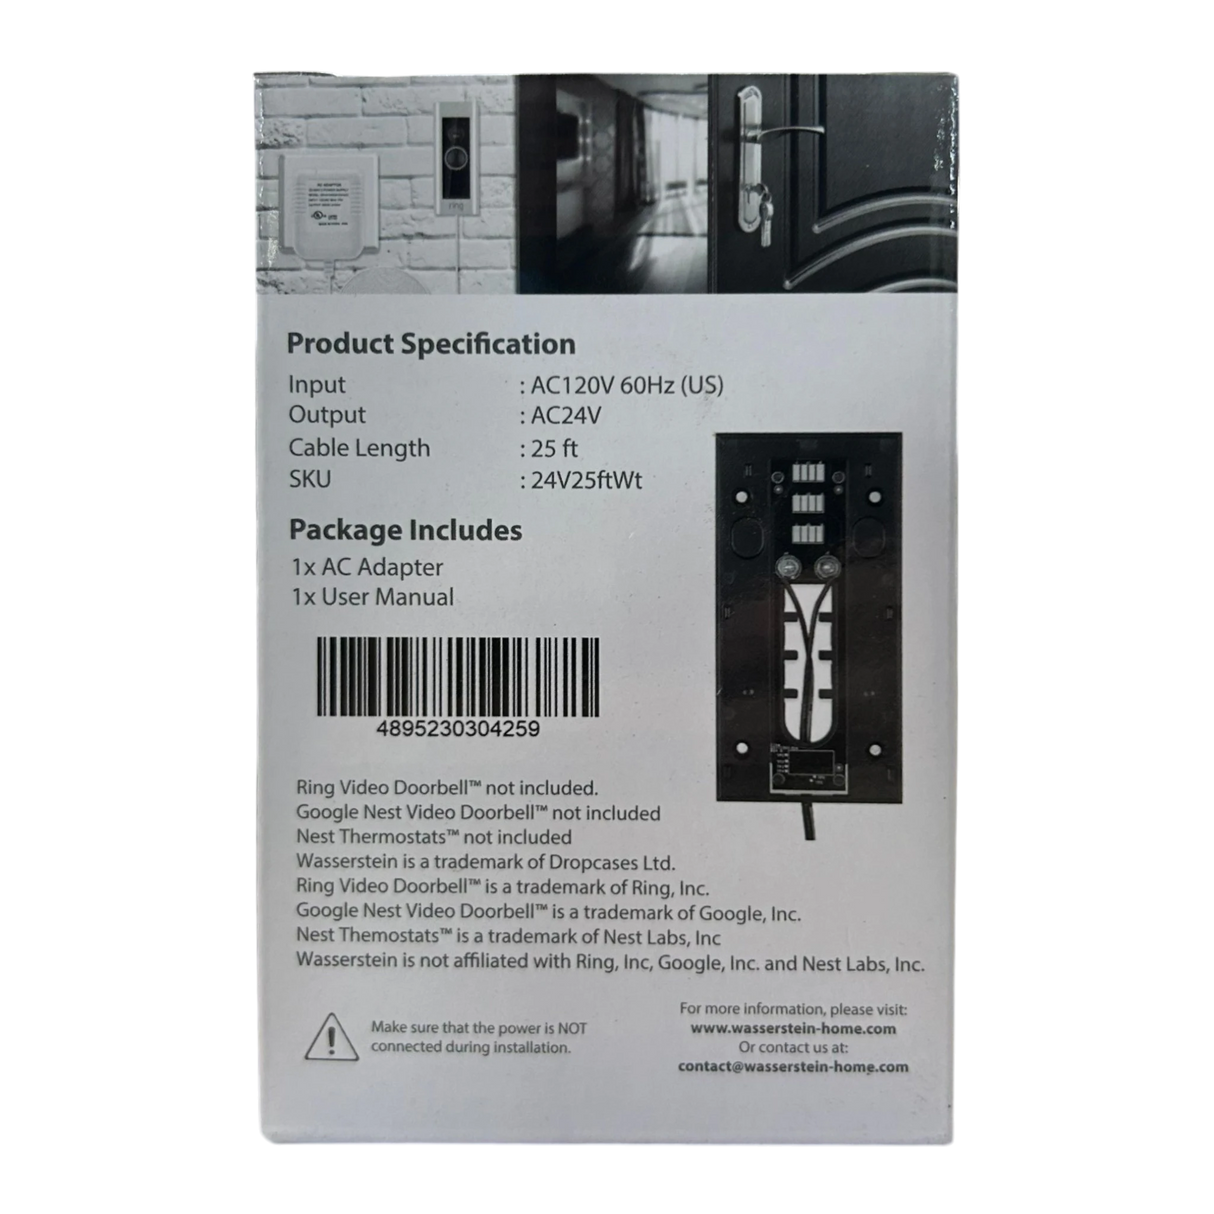 AC ADAPTER
ring
Product Specification
Input : AC120V 60Hz (US)
Output : AC24V
Cable Length : 25 ft
SKU : 24V25ftWt
Package Includes
1x AC Adapter
1x User Manual
4895230304259
Ring Video Doorbell™ not included.
Google Nest Video Doorbell™ not included
Nest Thermostats™ not included
Wasserstein is a trademark of Dropcases Ltd.
Ring Video Doorbell™ is a trademark of Ring, Inc.
Google Nest Video Doorbell™ is a trademark of Google, Inc.
Nest Themostats™ is a trademark of Nest Labs, Inc
Wasserstein is not affiliated with Ring, Inc, Google, Inc. and Nest Labs, Inc.
Make sure that the power is NOT
connected during installation.
For more information, please visit:
www.wasserstein-home.com
Or contact us at:
contact@wasserstein-home.com